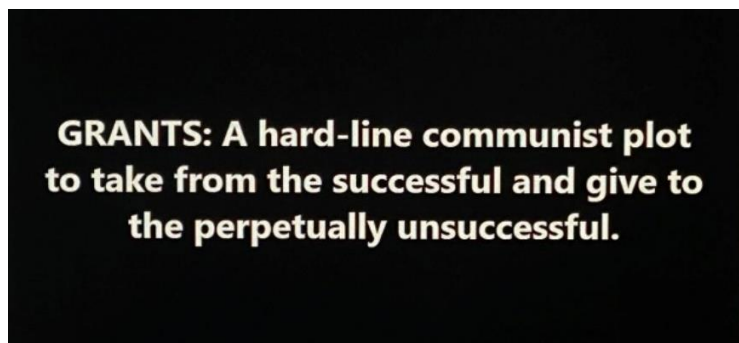 GRANTS: A hard-line communist plot
to take from the successful and give to
the perpetually unsuccessful.